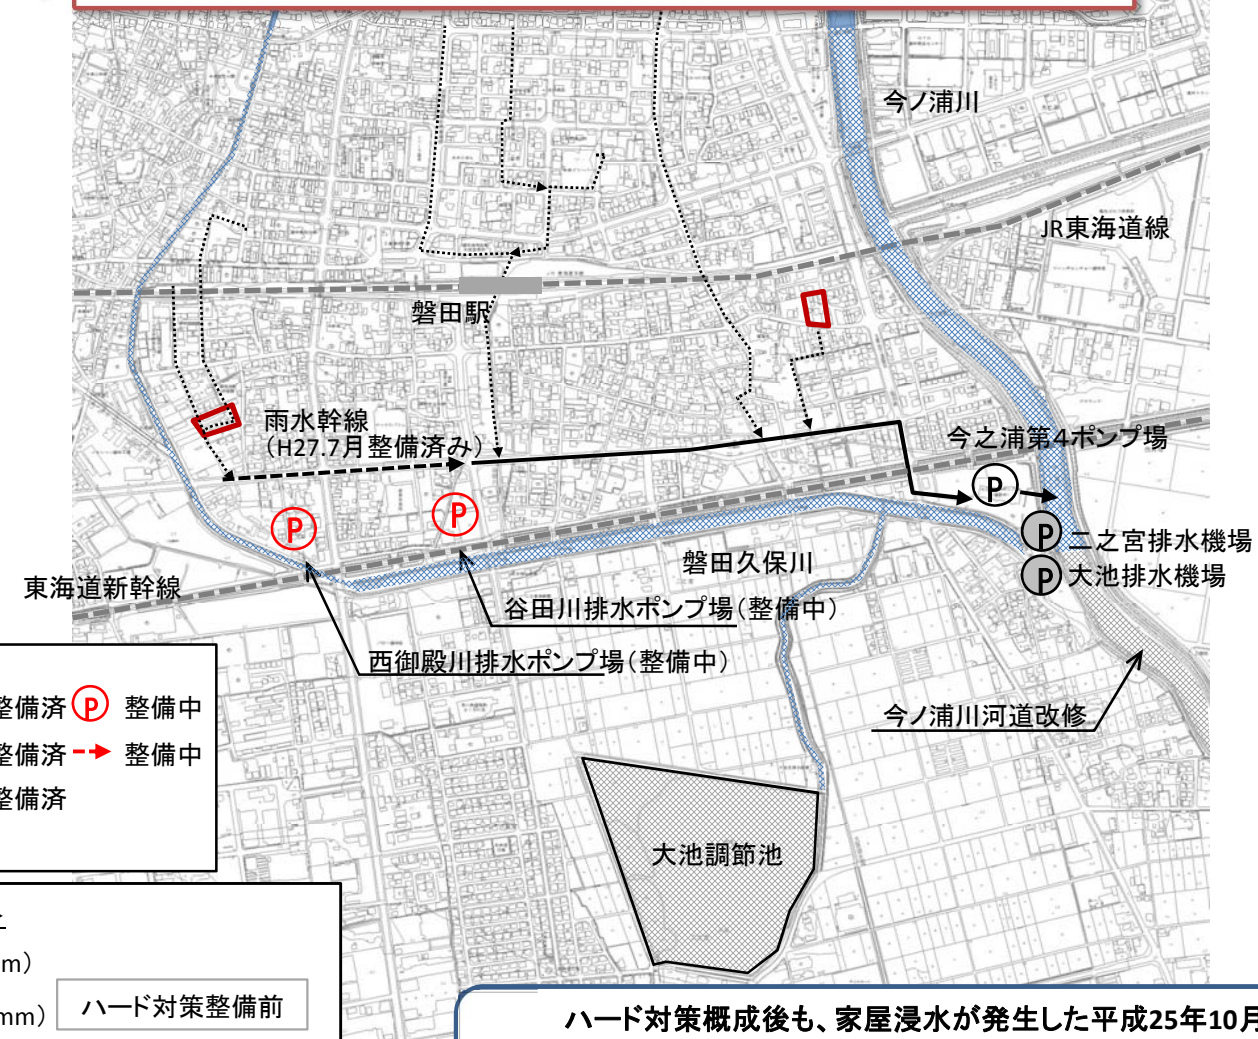 今ノ浦川
JR東海道線
磐田駅
雨水幹線
（H27.7月整備済み）
今之浦第4ポンプ場
P
P
P
P
二之宮排水機場
P
大池排水機場
磐田久保川
東海道新幹線
谷田川排水ポンプ場（整備中）
西御殿川排水ポンプ場（整備中）
整備済 P 整備中
整備済 整備中
整備済
今ノ浦川河道改修
大池調節池
m）
mm） ハード対策整備前
ハード対策概成後も、家屋浸水が発生した平成25年10月